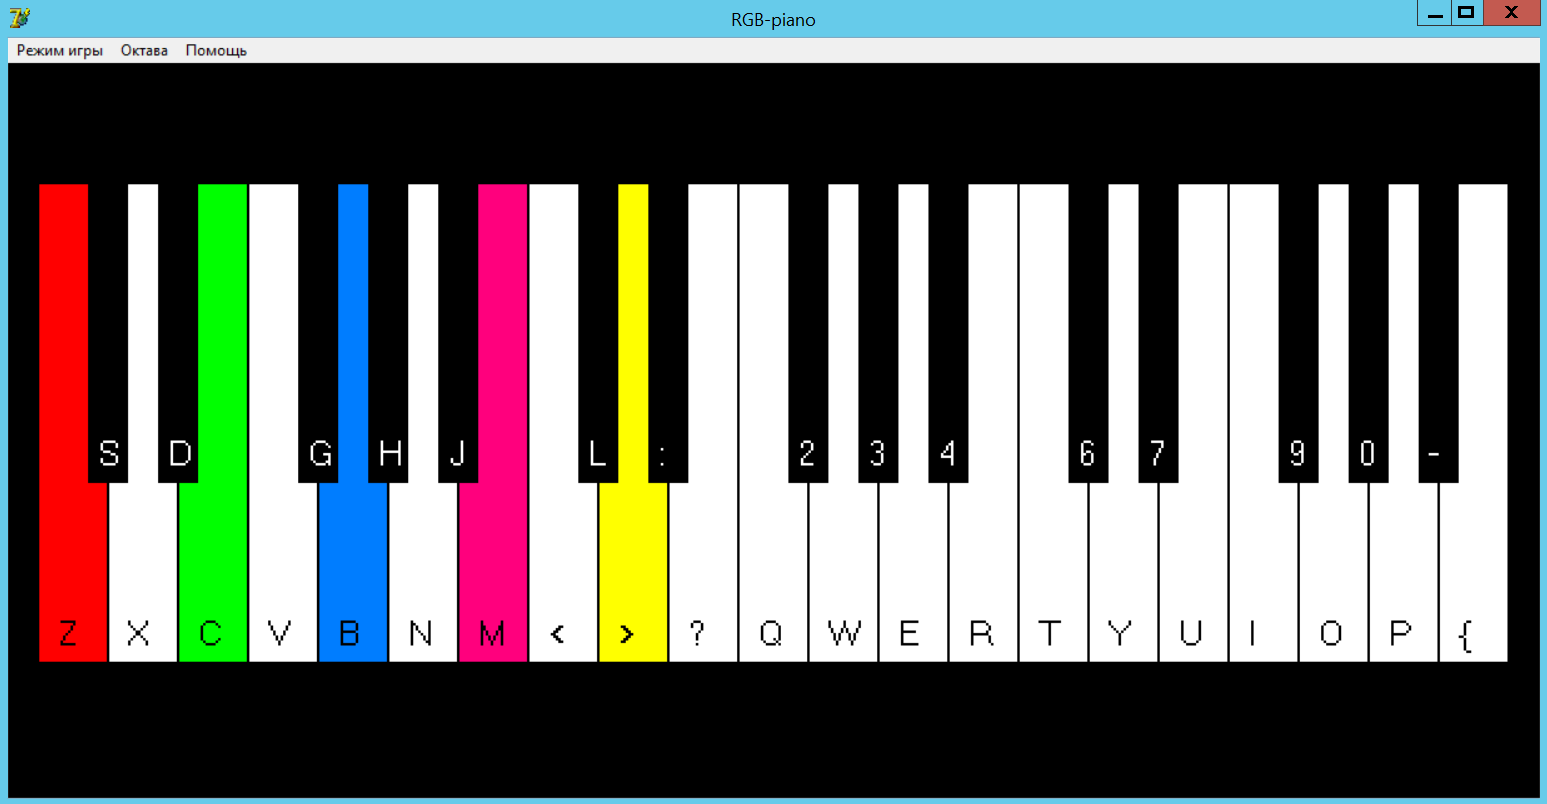 RGB-piano
Режим игры Октава Помощь
S D G H J L : 2 3 4 6 7 9 0 -
Z X C V B N M < > ? Q W E R T Y U I O P {